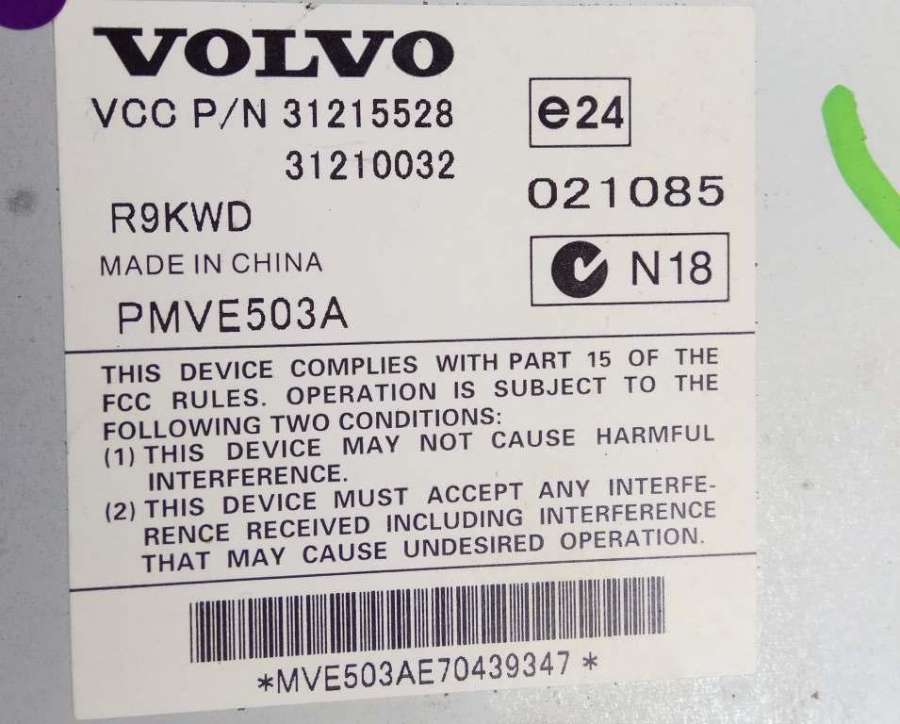 VOLVO
VCC P/N 31215528
31210032
e24
021085
R9KWD
N18
MADE IN CHINA
PMVE503A
THIS DEVICE COMPLIES WITH PART 15 OF THE
FCC RULES. OPERATION IS SUBJECT TO THE
FOLLOWING TWO CONDITIONS:
(1) THIS DEVICE MAY NOT CAUSE HARMFUL
INTERFERENCE.
(2) THIS DEVICE MUST ACCEPT ANY INTERFE-
RENCE RECEIVED INCLUDING INTERFERENCE
THAT MAY CAUSE UNDESIRED OPERATION.
*MVE503AE70439347 *